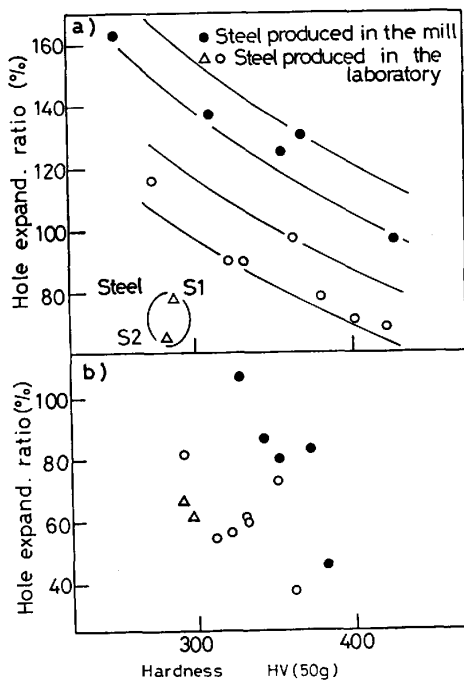 a)
● Steel produced in the mill
△ ○ Steel produced in the
laboratory
Hole expand. ratio (%)
160
140
120
100
80
Steel
S1
S2
b)
Hole expand. ratio(%)
100
80
60
40
300
400
Hardness HV (50g)